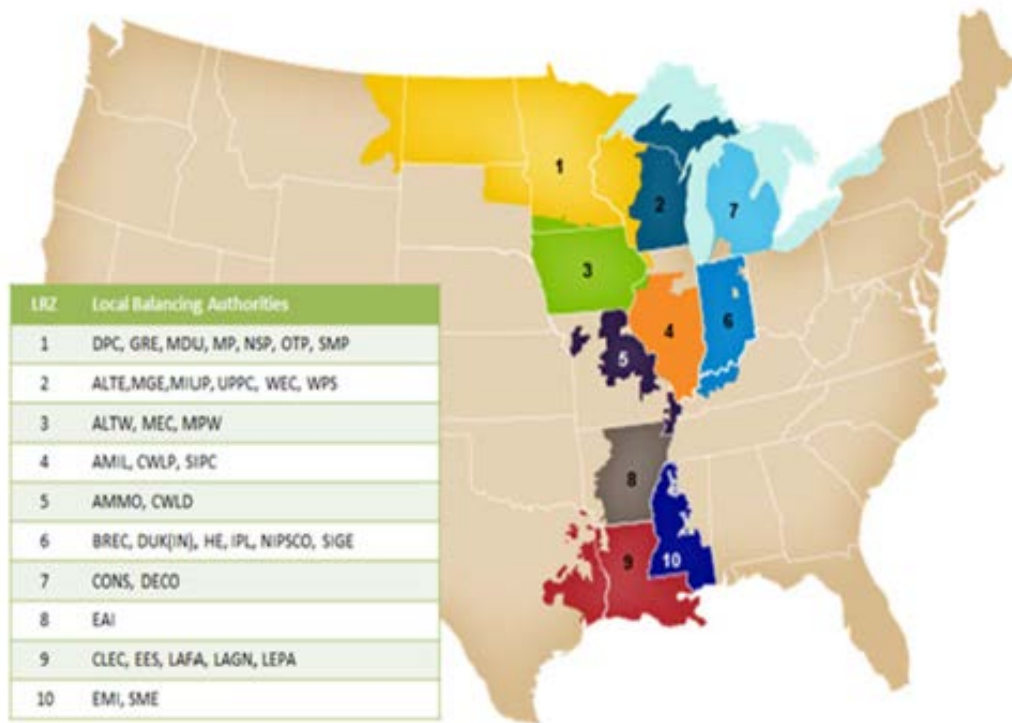 1
2
7
3
4
6
5
8
9
10
LRZ Local Balancing Authorities
1 DPC, GRE, MDU, MP, NSP, OTP, SMP
2 ALTE,MGE,MIUP, UPPC, WEC, WPS
3 ALTW, MEC, MPW
4 AMIL, CWLP, SIPC
5 AMMO, CWLD
6 BREC, DUK(IN), HE, IPL, NIPSCO, SIGE
7 CONS, DECO
8 EAI
9 CLEC, EES, LAFA, LAGN, LEPA
10 EMI, SME